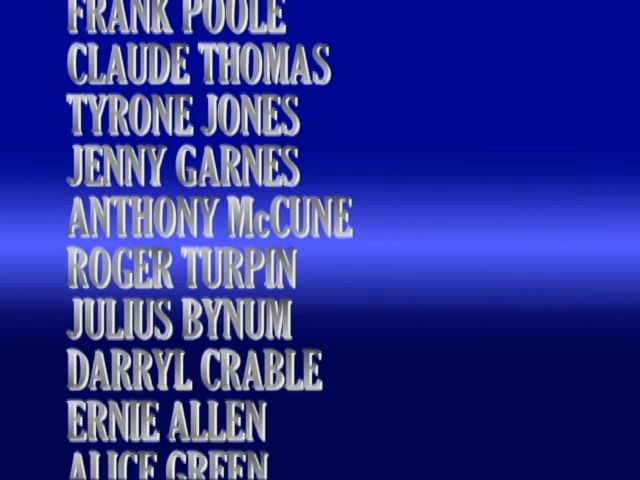 FRANK POOLE
CLAUDE THOMAS
TYRONE JONES
JENNY GARNES
ANTHONY McCUNE
ROGER TURPIN
JULIUS BYNUM
DARRYL CRABLE
ERNIE ALLEN
ALICE GREEN